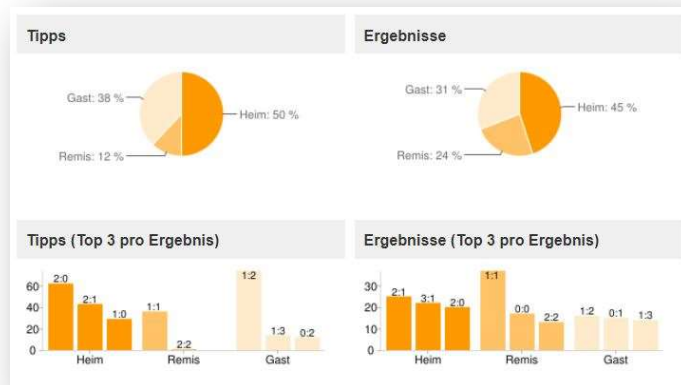 Tipps
Ergebnisse
Gast: 38 %
Heim: 50 %
Remis: 12 %
Gast: 31 %
Heim: 45 %
Remis: 24 %
Tipps (Top 3 pro Ergebnis)
Ergebnisse (Top 3 pro Ergebnis)
60
40
20
0
2:0
2:1
1:0
1:1
2:2
1:2
1:3
0:2
Heim
Remis
Gast
30
20
10
0
2:1
3:1
2:0
1:1
0:0
2:2
1:2
0:1
1:3
Heim
Remis
Gast